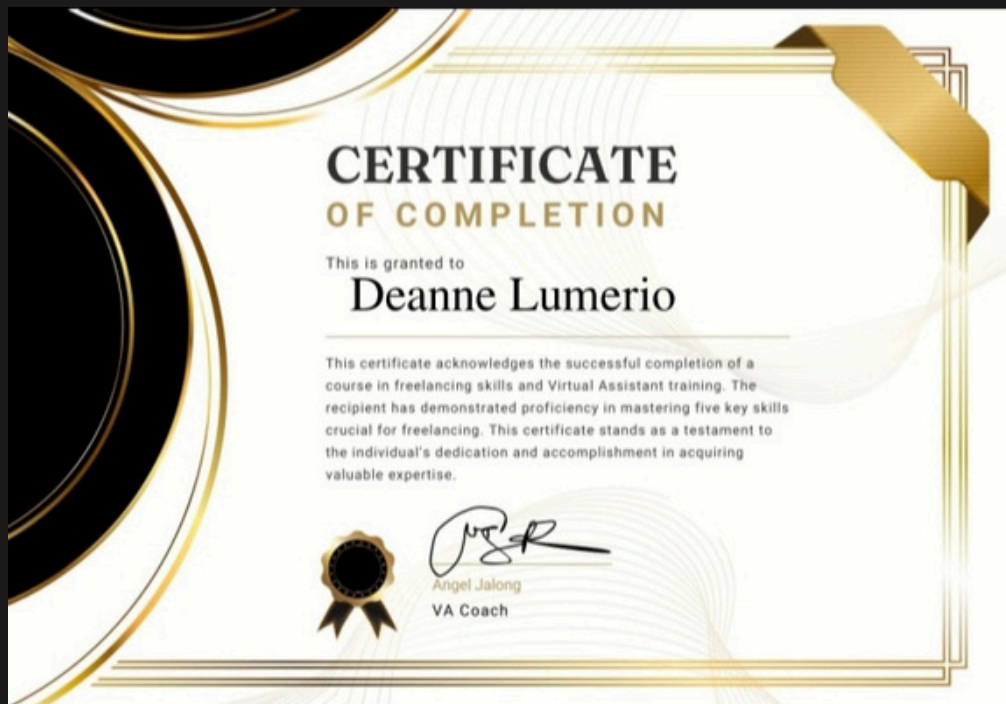 CERTIFICATE
OF COMPLETION
This is granted to
Deanne Lumerio
This certificate acknowledges the successful completion of a
course in freelancing skills and Virtual Assistant training. The
recipient has demonstrated proficiency in mastering five key skills
crucial for freelancing. This certificate stands as a testament to
the individual's dedication and accomplishment in acquiring
valuable expertise.
Angel Jalong
VA Coach